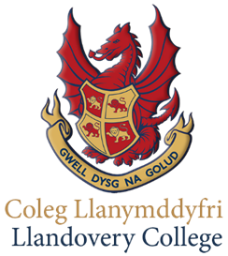 GWELL DYSG NA GOLUD
Coleg Llanymddyfri
Llandovery College